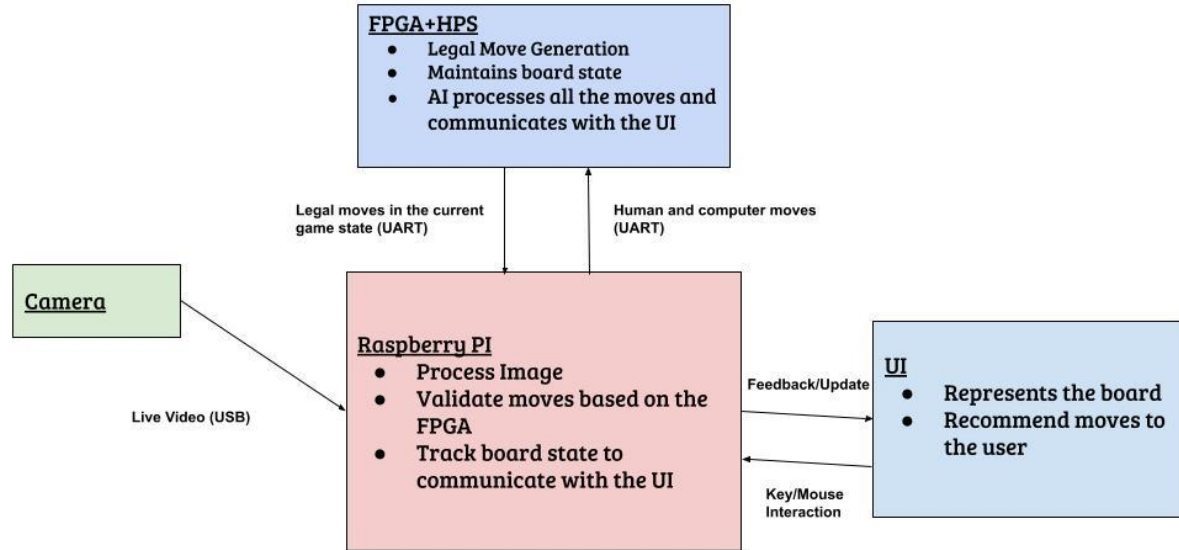 FPGA+HPS
● Legal Move Generation
● Maintains board state
● AI processes all the moves and
communicates with the UI
Legal moves in the current
game state (UART)
Human and computer moves
(UART)
Camera
Live Video (USB)
Raspberry PI
● Process Image
● Validate moves based on the
FPGA
● Track board state to
communicate with the UI
Feedback/Update
Key/Mouse
Interaction
UI
● Represents the board
● Recommend moves to
the user